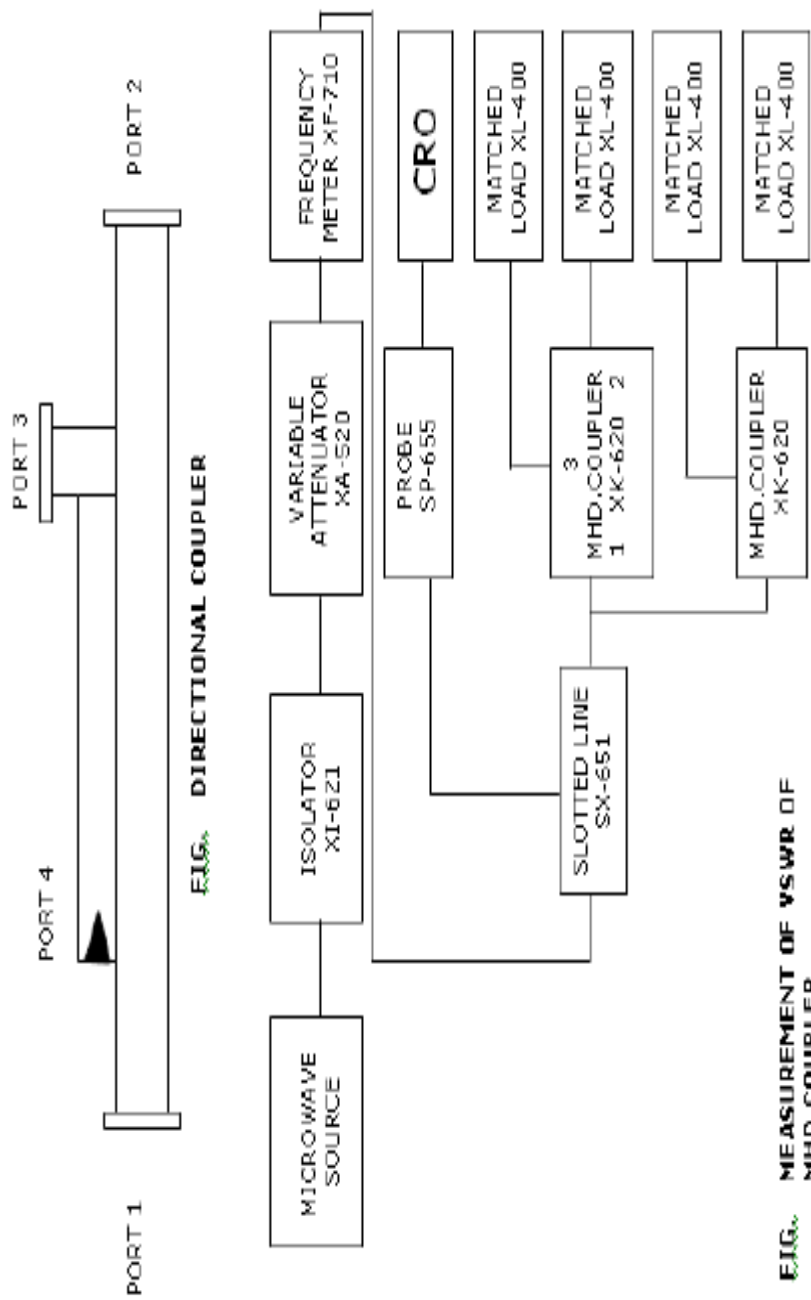 PORT 4
PORT 3
PORT 1
PORT 2
FIG. DIRECTIONAL COUPLER
MICROWAVE
SOURCE
ISOLATOR
XI-621
VARIABLE
ATTENUATOR
XA-520
FREQUENCY
METER XF-710
PROBE
SP-655
CRO
SLOTTED LINE
SX-651
3
MHD.COUPLER
1 XK-620 2
MATCHED
LOAD XL-400
MATCHED
LOAD XL-400
MHD.COUPLER
XK-620
MATCHED
LOAD XL-400
MATCHED
LOAD XL-400
FIG. MEASUREMENT OF VSWR OF
MHD COUPLER